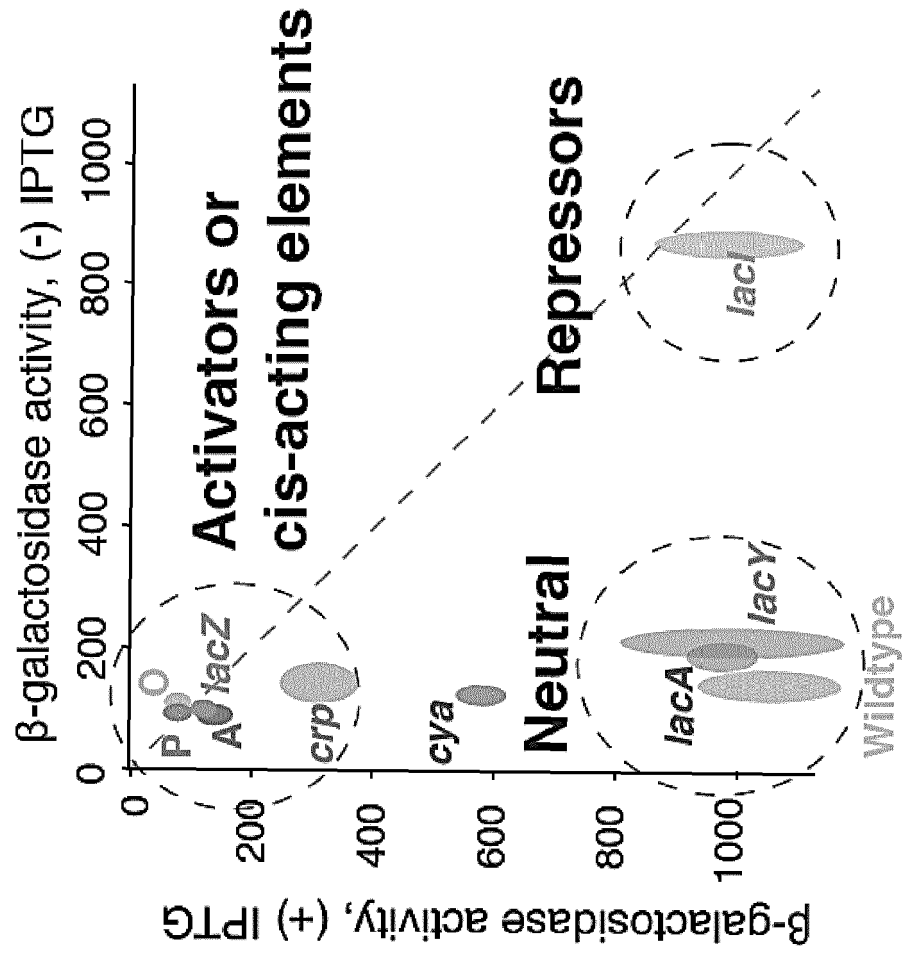 β-galactosidase activity, (-) IPTG
0 200 400 600 800 1000
Activators or
cis-acting elements
Repressors
Neutral
O
P
A
lacZ
crp
cya
lacA
lacY
lacI
Wildtype
0
200
400
600
800
1000
β-galactosidase activity, (+) IPTG